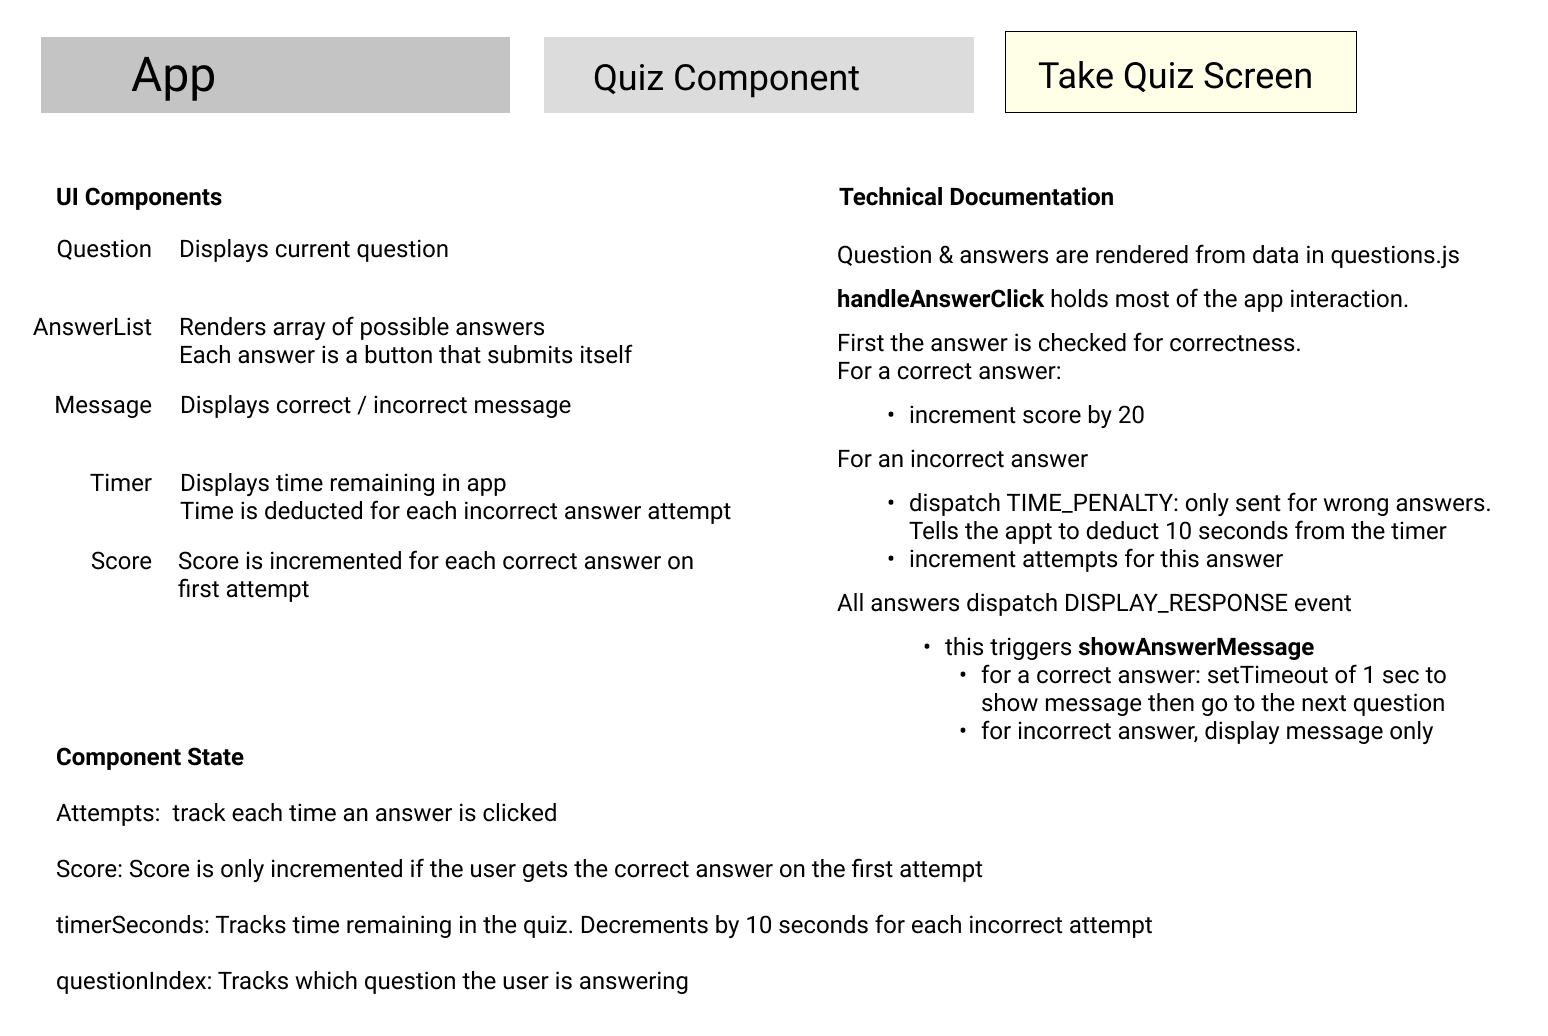 App
Quiz Component
Take Quiz Screen
UI Components
Question Displays current question
AnswerList Renders array of possible answers
Each answer is a button that submits itself
Message Displays correct / incorrect message
Timer Displays time remaining in app
Time is deducted for each incorrect answer attempt
Score Score is incremented for each correct answer on
first attempt
Technical Documentation
Question & answers are rendered from data in questions.js
handleAnswerClick holds most of the app interaction.
First the answer is checked for correctness.
For a correct answer:
• increment score by 20
For an incorrect answer
• dispatch TIME_PENALTY: only sent for wrong answers.
Tells the appt to deduct 10 seconds from the timer
• increment attempts for this answer
All answers dispatch DISPLAY_RESPONSE event
• this triggers showAnswerMessage
• for a correct answer: setTimeout of 1 sec to
show message then go to the next question
• for incorrect answer, display message only
Component State
Attempts:  track each time an answer is clicked
Score: Score is only incremented if the user gets the correct answer on the first attempt
timerSeconds: Tracks time remaining in the quiz. Decrements by 10 seconds for each incorrect attempt
questionIndex: Tracks which question the user is answering